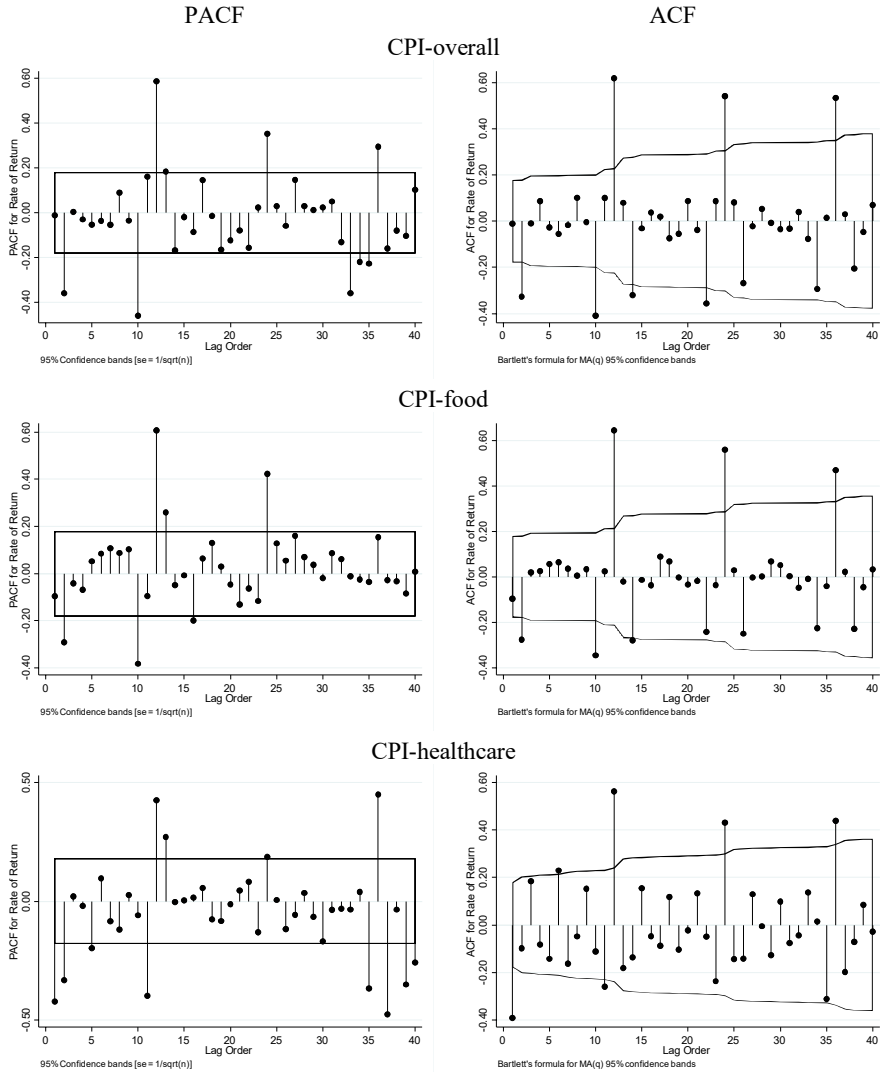 PACF
ACF
CPI-overall
PACF for Rate of Return
0.60
0.40
0.20
0.00
-0.20
-0.40
0 5 10 15 20 25 30 35 40
Lag Order
95% Confidence bands [se = 1/sqrt(n)]
ACF for Rate of Return
0.60
0.40
0.20
0.00
-0.20
-0.40
0 5 10 15 20 25 30 35 40
Lag Order
Bartlett's formula for MA(q) 95% confidence bands
CPI-food
PACF for Rate of Return
0.60
0.40
0.20
0.00
-0.20
-0.40
0 5 10 15 20 25 30 35 40
Lag Order
95% Confidence bands [se = 1/sqrt(n)]
ACF for Rate of Return
0.60
0.40
0.20
0.00
-0.20
-0.40
0 5 10 15 20 25 30 35 40
Lag Order
Bartlett's formula for MA(q) 95% confidence bands
CPI-healthcare
PACF for Rate of Return
0.50
0.00
-0.50
0 5 10 15 20 25 30 35 40
Lag Order
95% Confidence bands [se = 1/sqrt(n)]
ACF for Rate of Return
0.60
0.40
0.20
0.00
-0.20
-0.40
0 5 10 15 20 25 30 35 40
Lag Order
Bartlett's formula for MA(q) 95% confidence bands